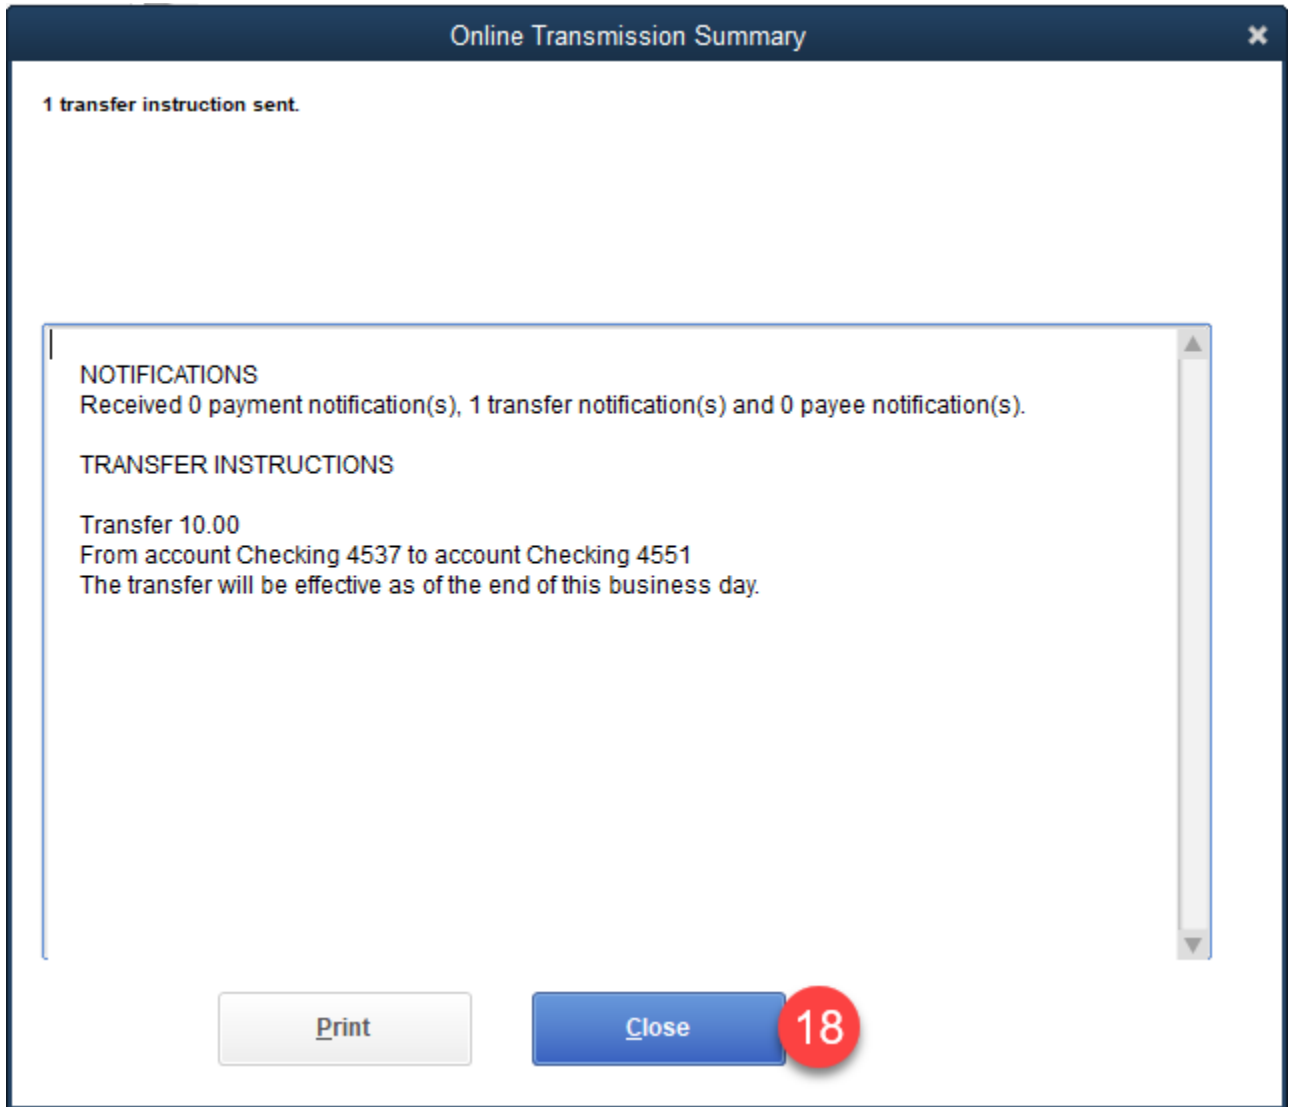 Online Transmission Summary
1 transfer instruction sent.
NOTIFICATIONS
Received 0 payment notification(s), 1 transfer notification(s) and 0 payee notification(s).
TRANSFER INSTRUCTIONS
Transfer 10.00
From account Checking 4537 to account Checking 4551
The transfer will be effective as of the end of this business day.
Print
Close
18